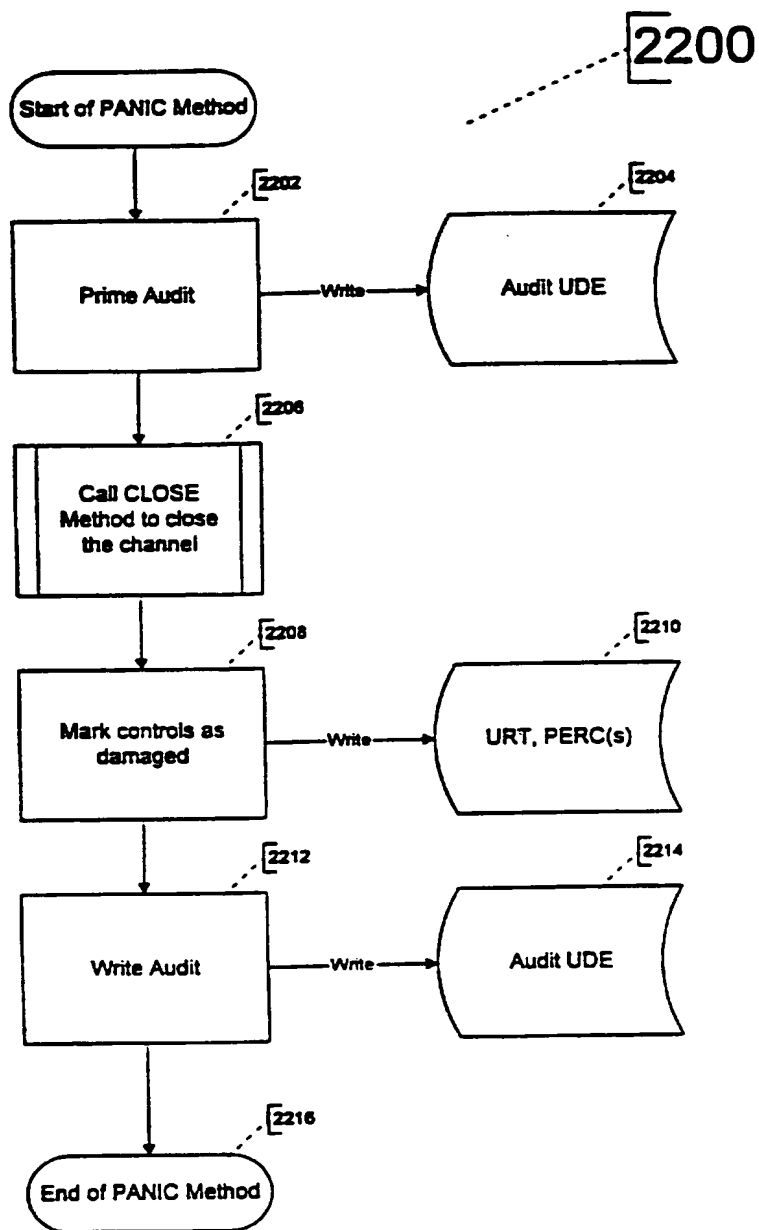 2200
Start of PANIC Method
2202
2204
Prime Audit
Write
Audit UDE
2206
Call CLOSE
Method to close
the channel
2208
2210
Mark controls as
damaged
Write
URT, PERC(s)
2212
2214
Write Audit
Write
Audit UDE
2216
End of PANIC Method